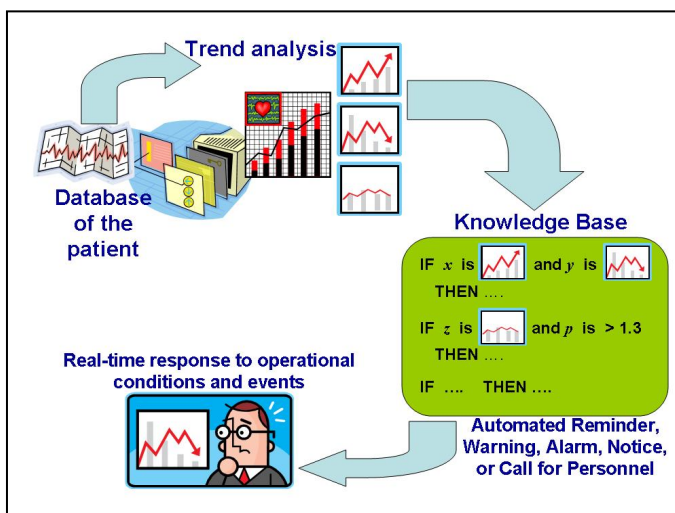 Trend analysis
Database
of the
patient
Knowledge Base
IF x is and y is
THEN ....
IF z is and p is > 1.3
THEN ....
IF .... THEN ....
Real-time response to operational
conditions and events
Automated Reminder,
Warning, Alarm, Notice,
or Call for Personnel